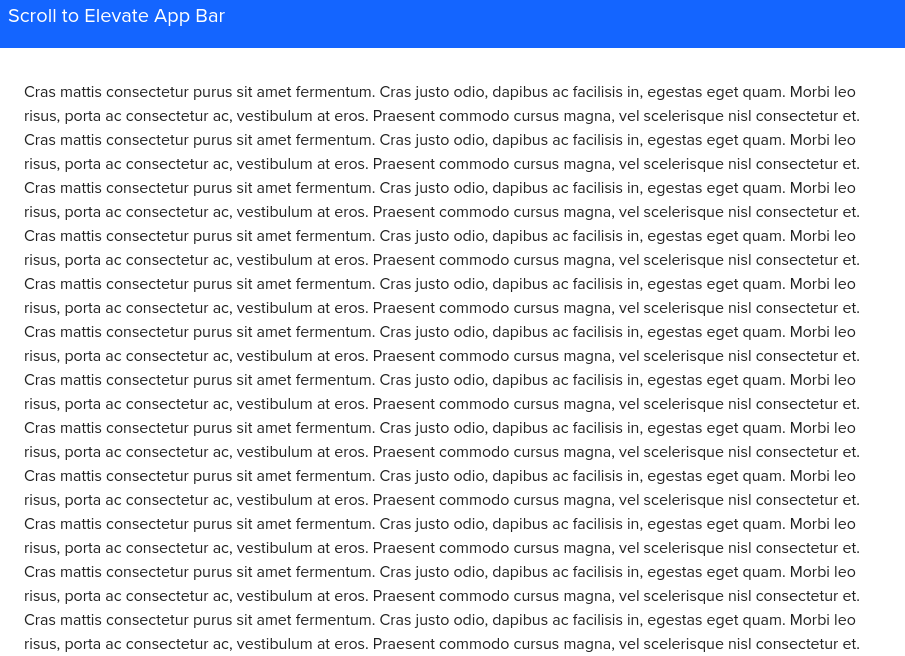 Scroll to Elevate App Bar
Cras mattis consectetur purus sit amet fermentum. Cras justo odio, dapibus ac facilisis in, egestas eget quam. Morbi leo
risus, porta ac consectetur ac, vestibulum at eros. Praesent commodo cursus magna, vel scelerisque nisl consectetur et.
Cras mattis consectetur purus sit amet fermentum. Cras justo odio, dapibus ac facilisis in, egestas eget quam. Morbi leo
risus, porta ac consectetur ac, vestibulum at eros. Praesent commodo cursus magna, vel scelerisque nisl consectetur et.
Cras mattis consectetur purus sit amet fermentum. Cras justo odio, dapibus ac facilisis in, egestas eget quam. Morbi leo
risus, porta ac consectetur ac, vestibulum at eros. Praesent commodo cursus magna, vel scelerisque nisl consectetur et.
Cras mattis consectetur purus sit amet fermentum. Cras justo odio, dapibus ac facilisis in, egestas eget quam. Morbi leo
risus, porta ac consectetur ac, vestibulum at eros. Praesent commodo cursus magna, vel scelerisque nisl consectetur et.
Cras mattis consectetur purus sit amet fermentum. Cras justo odio, dapibus ac facilisis in, egestas eget quam. Morbi leo
risus, porta ac consectetur ac, vestibulum at eros. Praesent commodo cursus magna, vel scelerisque nisl consectetur et.
Cras mattis consectetur purus sit amet fermentum. Cras justo odio, dapibus ac facilisis in, egestas eget quam. Morbi leo
risus, porta ac consectetur ac, vestibulum at eros. Praesent commodo cursus magna, vel scelerisque nisl consectetur et.
Cras mattis consectetur purus sit amet fermentum. Cras justo odio, dapibus ac facilisis in, egestas eget quam. Morbi leo
risus, porta ac consectetur ac, vestibulum at eros. Praesent commodo cursus magna, vel scelerisque nisl consectetur et.
Cras mattis consectetur purus sit amet fermentum. Cras justo odio, dapibus ac facilisis in, egestas eget quam. Morbi leo
risus, porta ac consectetur ac, vestibulum at eros. Praesent commodo cursus magna, vel scelerisque nisl consectetur et.
Cras mattis consectetur purus sit amet fermentum. Cras justo odio, dapibus ac facilisis in, egestas eget quam. Morbi leo
risus, porta ac consectetur ac, vestibulum at eros. Praesent commodo cursus magna, vel scelerisque nisl consectetur et.
Cras mattis consectetur purus sit amet fermentum. Cras justo odio, dapibus ac facilisis in, egestas eget quam. Morbi leo
risus, porta ac consectetur ac, vestibulum at eros. Praesent commodo cursus magna, vel scelerisque nisl consectetur et.
Cras mattis consectetur purus sit amet fermentum. Cras justo odio, dapibus ac facilisis in, egestas eget quam. Morbi leo
risus, porta ac consectetur ac, vestibulum at eros. Praesent commodo cursus magna, vel scelerisque nisl consectetur et.
Cras mattis consectetur purus sit amet fermentum. Cras justo odio, dapibus ac facilisis in, egestas eget quam. Morbi leo
risus, porta ac consectetur ac, vestibulum at eros. Praesent commodo cursus magna, vel scelerisque nisl consectetur et.